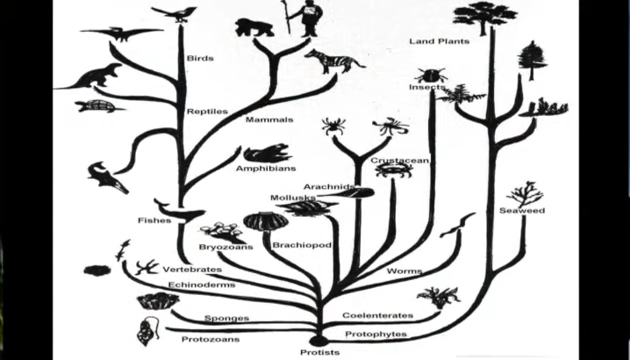 Land Plants
Birds
Insects
Reptiles
Mammals
Crustacean
Amphibians
Arachnids
Mollusks
Seaweed
Fishes
Bryozoans
Brachiopod
Vertebrates
Worms
Echinoderms
Sponges
Coelenterates
Protozoans
Protophytes
Protists